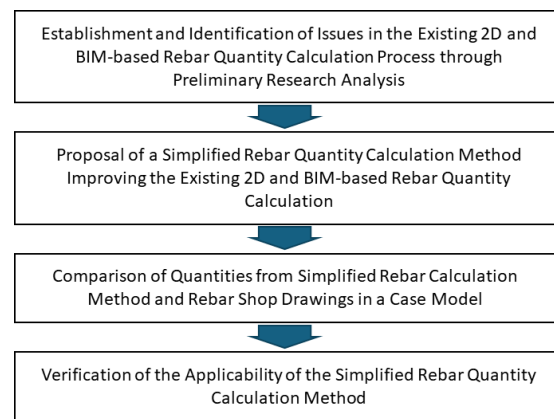 Establishment and Identification of Issues in the Existing 2D and
BIM-based Rebar Quantity Calculation Process through
Preliminary Research Analysis
Proposal of a Simplified Rebar Quantity Calculation Method
Improving the Existing 2D and BIM-based Rebar Quantity
Calculation
Comparison of Quantities from Simplified Rebar Calculation
Method and Rebar Shop Drawings in a Case Model
Verification of the Applicability of the Simplified Rebar Quantity
Calculation Method